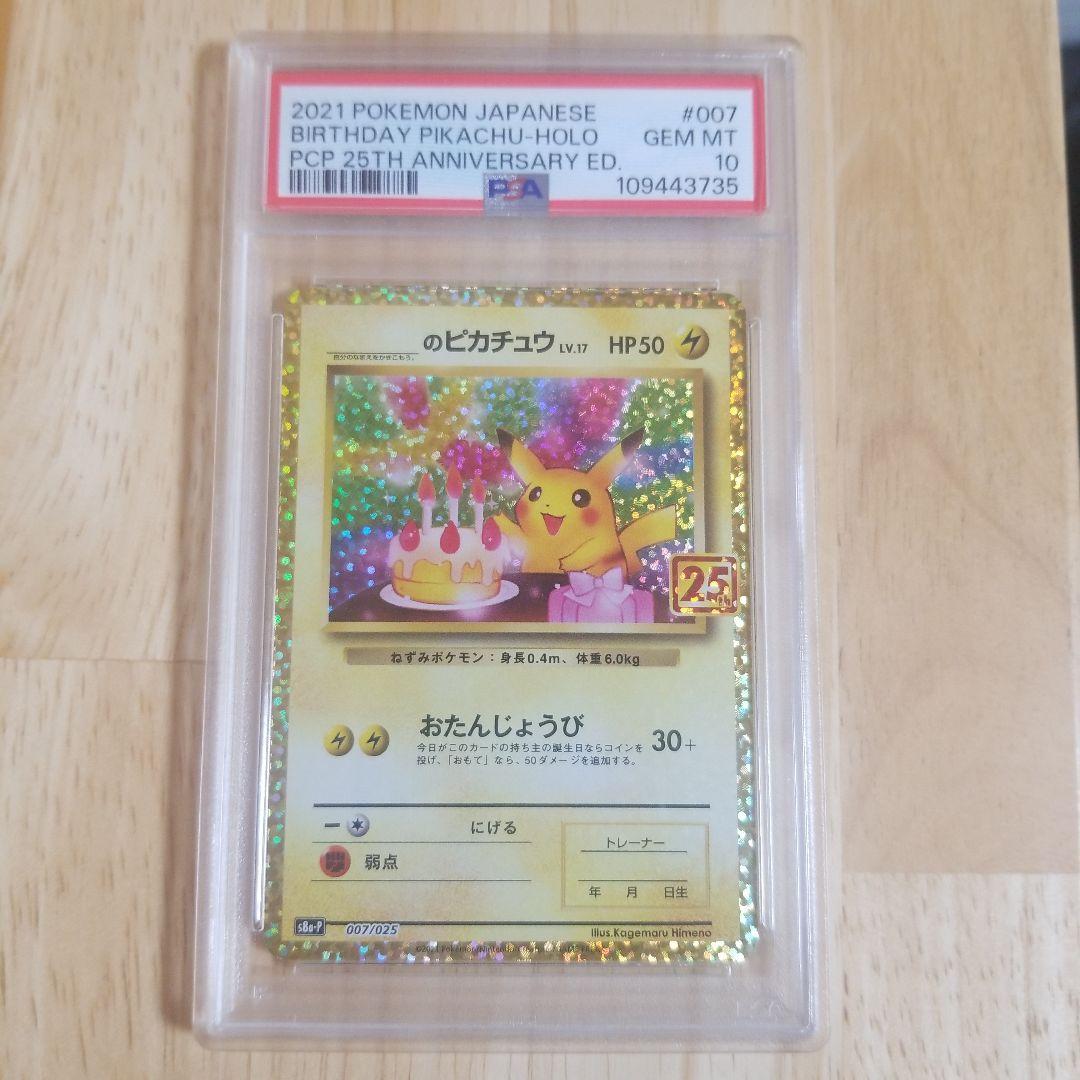 2021 POKEMON JAPANESE #007
BIRTHDAY PIKACHU-HOLO GEM MT
PCP 25TH ANNIVERSARY ED. 10
PSA 109443735
のピカチュウ LV.17 HP50
自分のなまえをかきこもう。
25th
ねずみポケモン：身長0.4m、体重6.0kg
おたんじょうび 30+
今日がこのカードの持ち主の誕生日ならコインを
投げ、「おもて」なら、50ダメージを追加する。
にげる
弱点
トレーナー
年 月 日生
s8a-P 007/025 Illus.Kagemaru Himeno
©2021 Pokémon/Nintendo